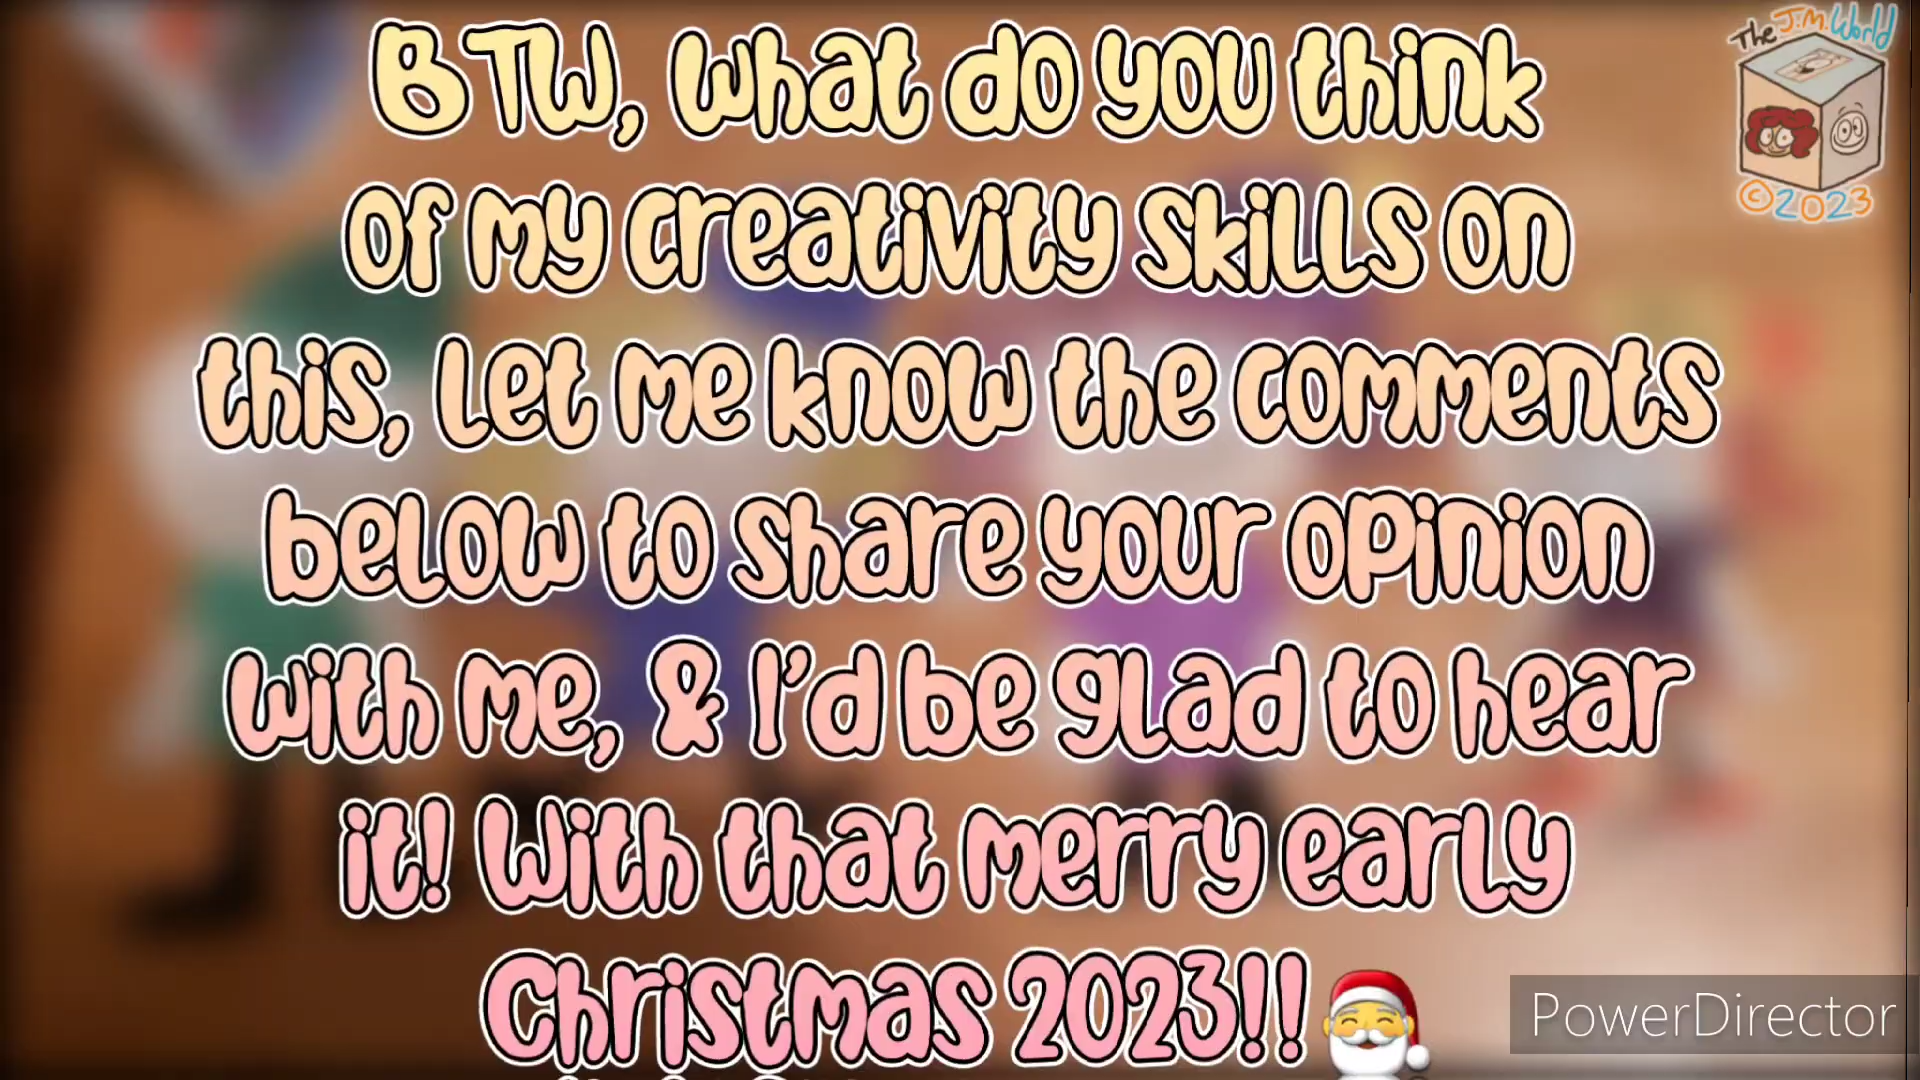 BTW, what do you think
of my creativity skills on
this, Let me know the comments
below to share your opinion
with me, & I'd be glad to hear
it! With that merry early
Christmas 2023!!
The J.M. World
©2023
PowerDirector